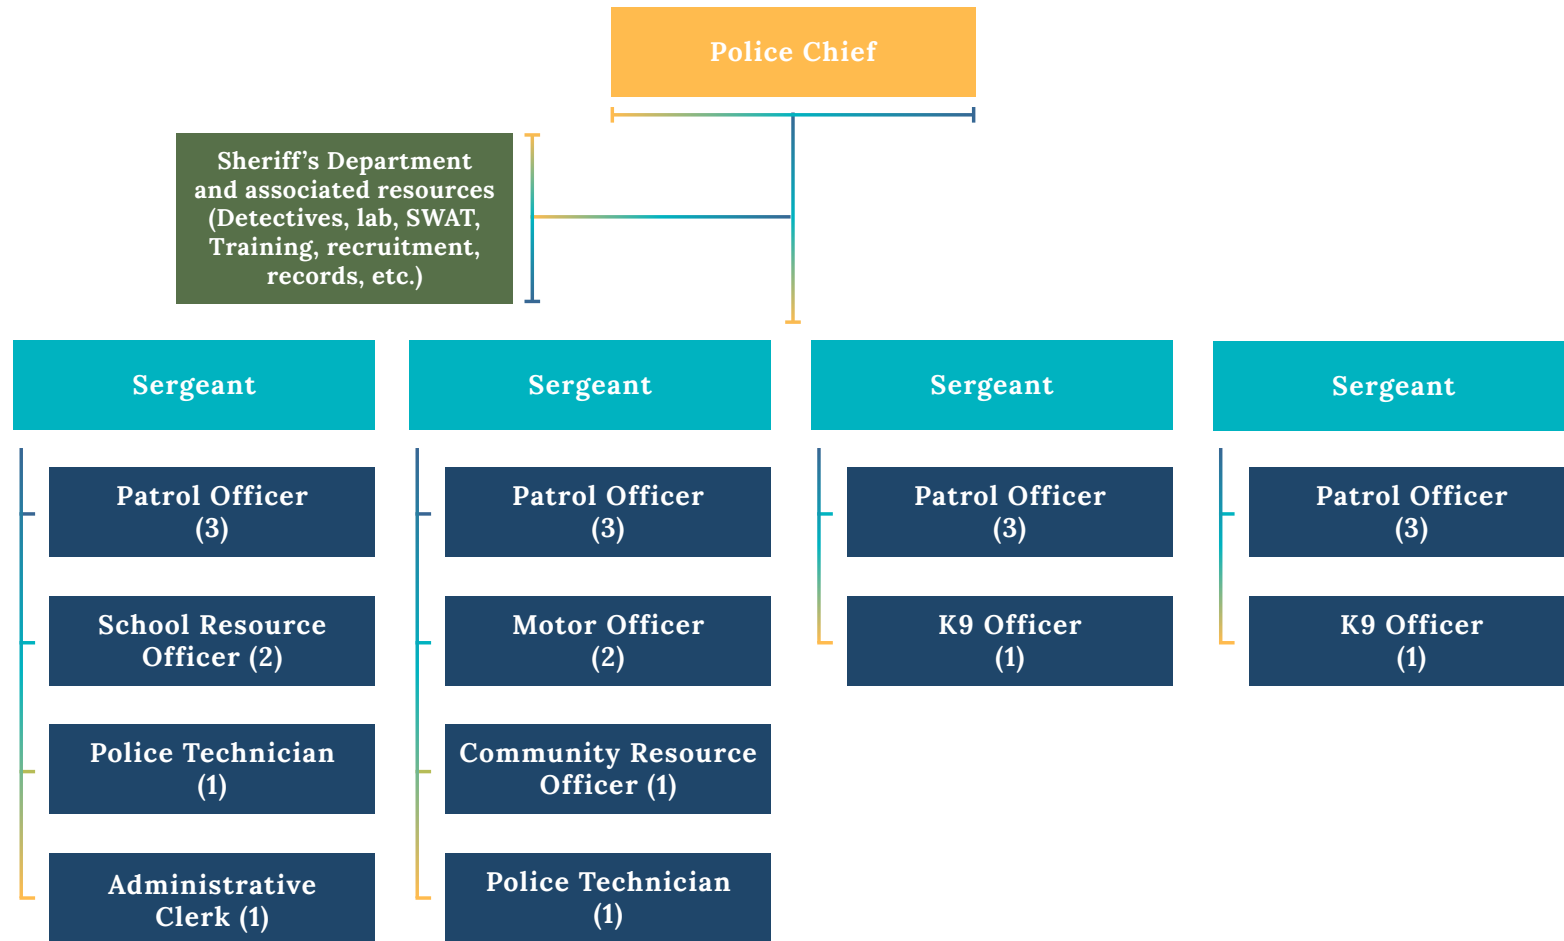 Police Chief
Sheriff’s Department
and associated resources
(Detectives, lab, SWAT,
Training, recruitment,
records, etc.)
Sergeant
Patrol Officer
(3)
School Resource
Officer (2)
Police Technician
(1)
Administrative
Clerk (1)
Sergeant
Patrol Officer
(3)
Motor Officer
(2)
Community Resource
Officer (1)
Police Technician
(1)
Sergeant
Patrol Officer
(3)
K9 Officer
(1)
Sergeant
Patrol Officer
(3)
K9 Officer
(1)